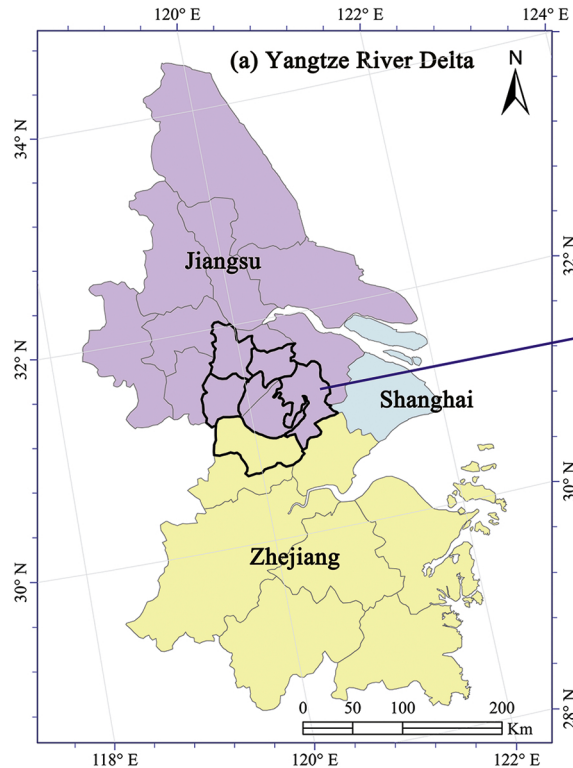 120° E 122° E 124° E
(a) Yangtze River Delta
N
34° N
32° N
Jiangsu
32° N
Shanghai
30° N
Zhejiang
30° N
0 50 100 200
Km
28° N
118° E 120° E 122° E